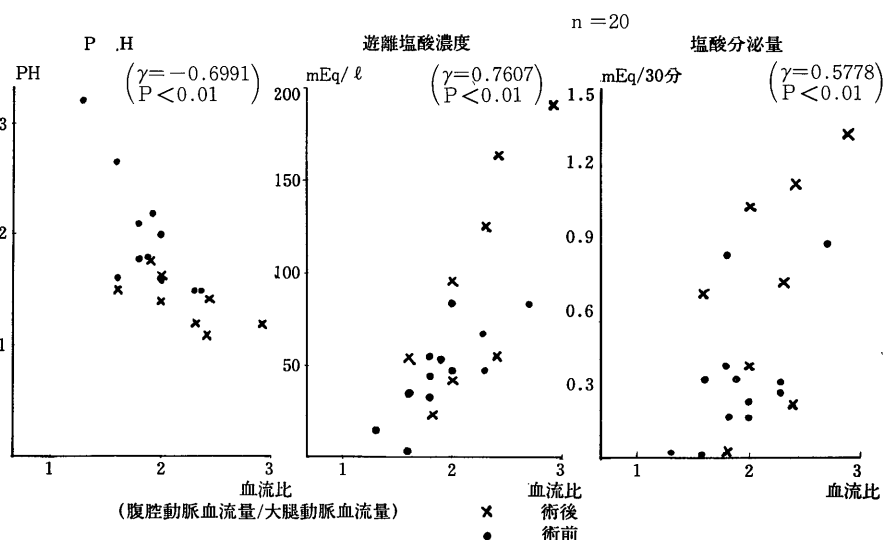 n =20
P .H
遊離塩酸濃度
塩酸分泌量
PH
(γ=−0.6991
P<0.01)
mEq/ℓ
(γ=0.7607
P<0.01)
mEq/30分
(γ=0.5778
P<0.01)
3
2
1
1 2 3
血流比
200
150
100
50
1 2 3
血流比
1.5
1.2
0.9
0.6
0.3
1 2 3
血流比
(腹腔動脈血流量/大腿動脈血流量)
× 術後
● 術前